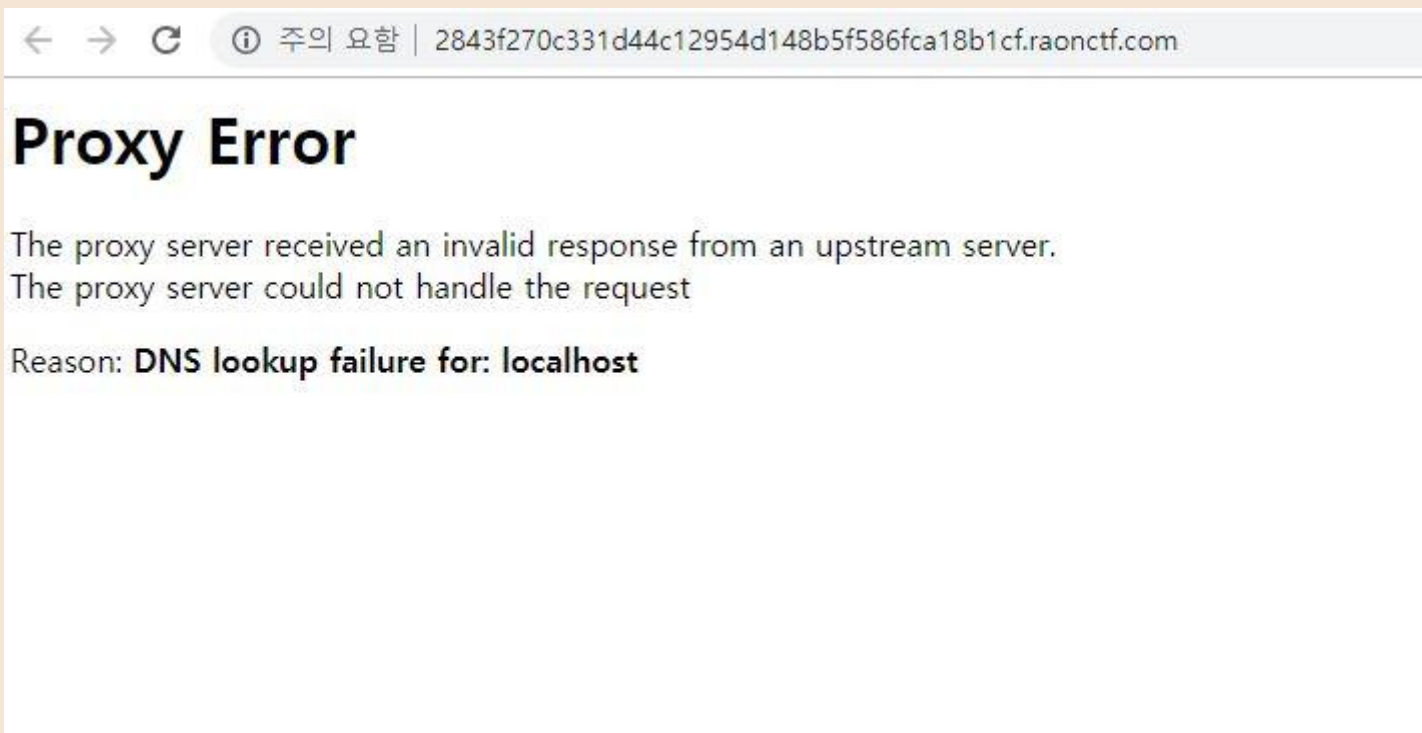 주의 요함 | 2843f270c331d44c12954d148b5f586fca18b1cf.raonctf.com
Proxy Error
The proxy server received an invalid response from an upstream server.
The proxy server could not handle the request
Reason: DNS lookup failure for: localhost